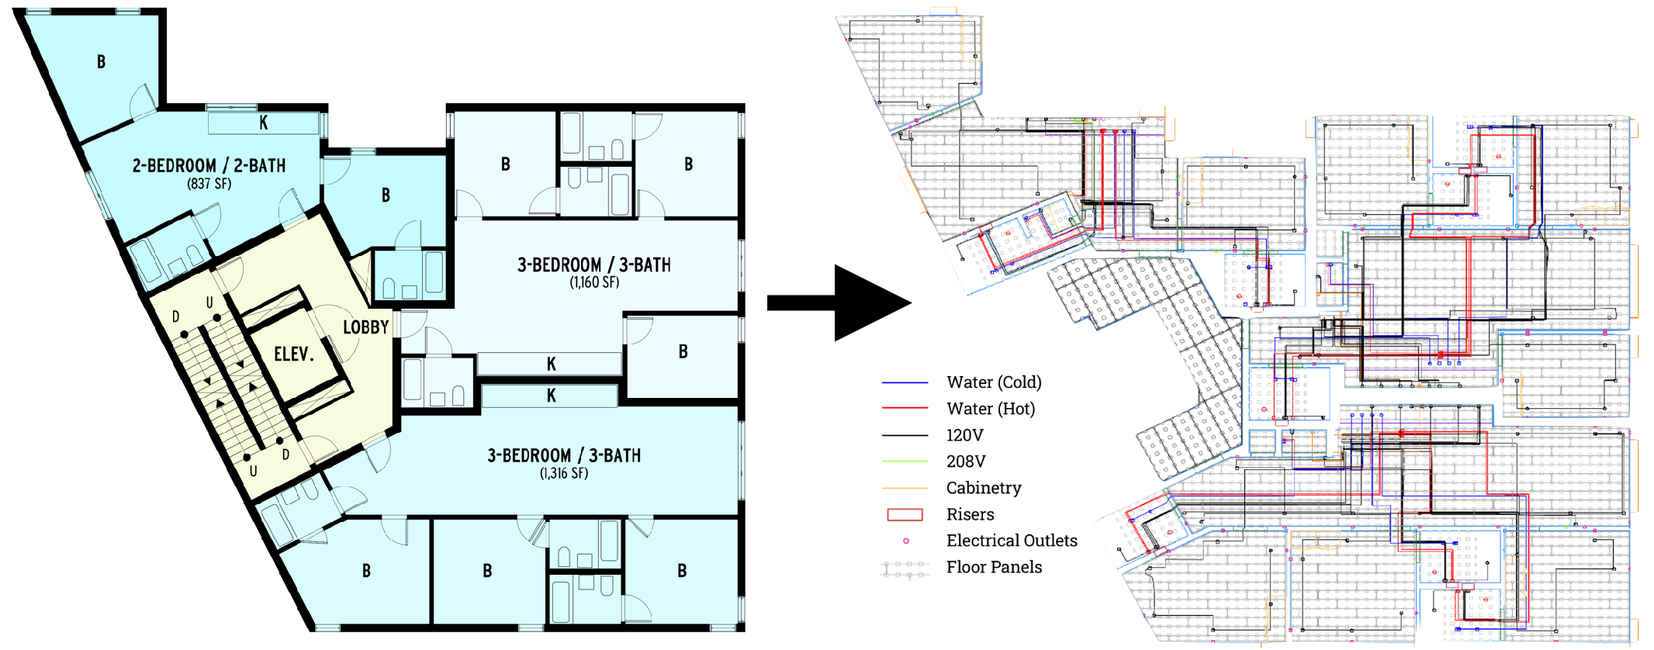 B
K
2-BEDROOM / 2-BATH
(837 SF)
B
B
B
3-BEDROOM / 3-BATH
(1,160 SF)
U
D
LOBBY
ELEV.
B
K
K
3-BEDROOM / 3-BATH
(1,316 SF)
D
U
B
B
B
Water (Cold)
Water (Hot)
120V
208V
Cabinetry
Risers
Electrical Outlets
Floor Panels